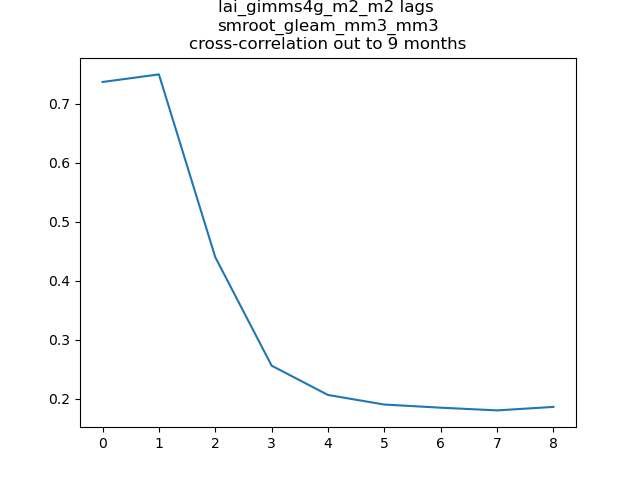 lai_gimms4g_m2_m2 lags
smroot_gleam_mm3_mm3
cross-correlation out to 9 months
0.7
0.6
0.5
0.4
0.3
0.2
0 1 2 3 4 5 6 7 8